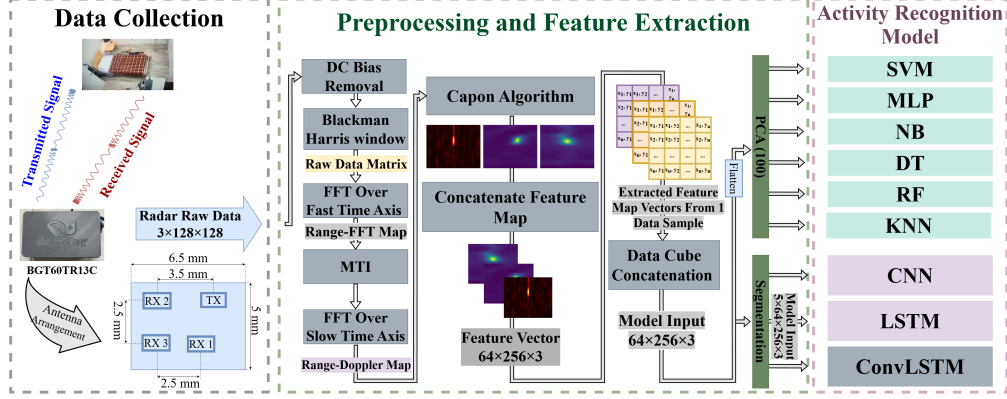 Data Collection
Transmitted Signal
Received Signal
BGT60TR13C
Radar Raw Data
3×128×128
Antenna
Arrangement
6.5 mm
3.5 mm
RX 2
TX
2.5 mm
5 mm
RX 3
RX 1
2.5 mm
Preprocessing and Feature Extraction
DC Bias
Removal
Blackman
Harris window
Raw Data Matrix
FFT Over
Fast Time Axis
Range-FFT Map
MTI
FFT Over
Slow Time Axis
Range-Doppler Map
Capon Algorithm
Concatenate Feature
Map
Feature Vector
64×256×3
Extracted Feature
Map Vectors From 1
Data Sample
Data Cube
Concatenation
Model Input
64×256×3
Flatten
PCA (100)
Segmentation
Activity Recognition
Model
SVM
MLP
NB
DT
RF
KNN
CNN
LSTM
Model Input
5×64×256×3
ConvLSTM